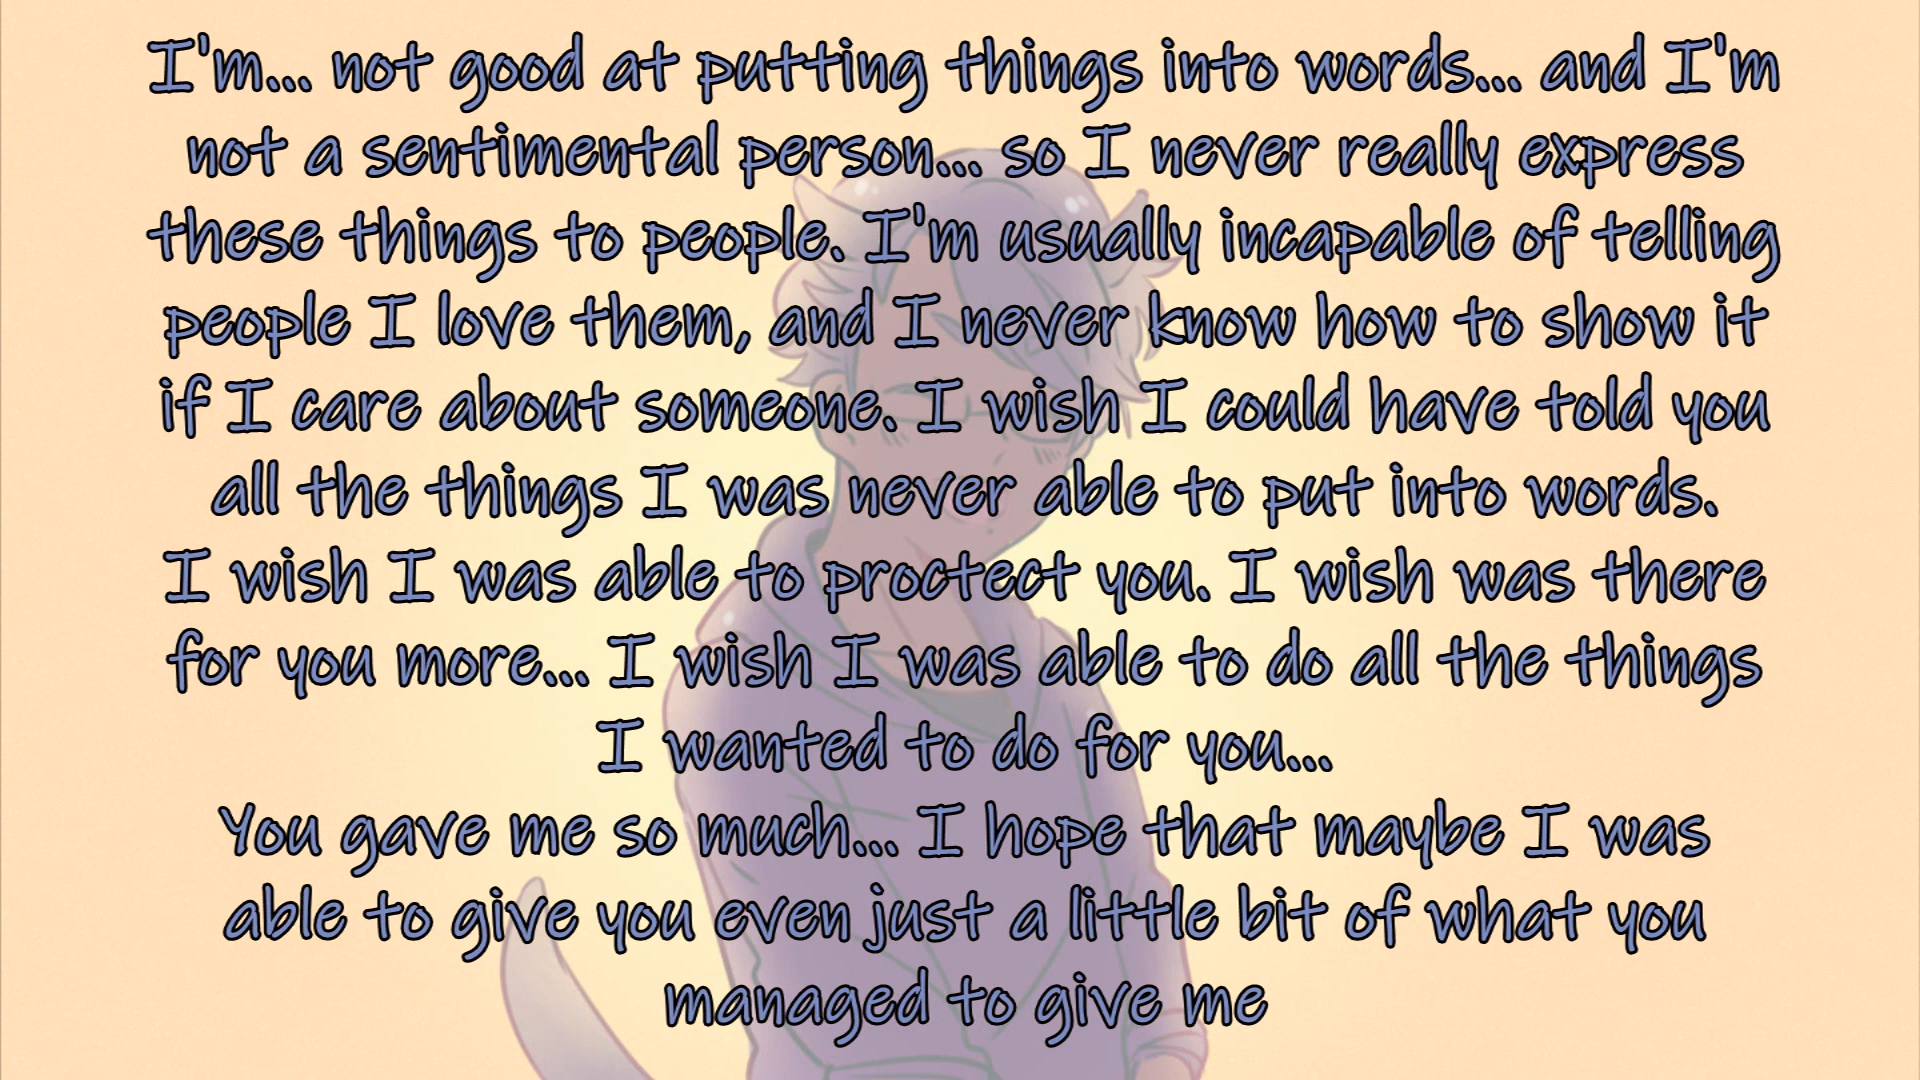 I'm... not good at putting things into words... and I'm
not a sentimental person... so I never really express
these things to people. I'm usually incapable of telling
people I love them, and I never know how to show it
if I care about someone. I wish I could have told you
all the things I was never able to put into words.
I wish I was able to proctect you. I wish was there
for you more... I wish I was able to do all the things
I wanted to do for you...
You gave me so much... I hope that maybe I was
able to give you even just a little bit of what you
managed to give me